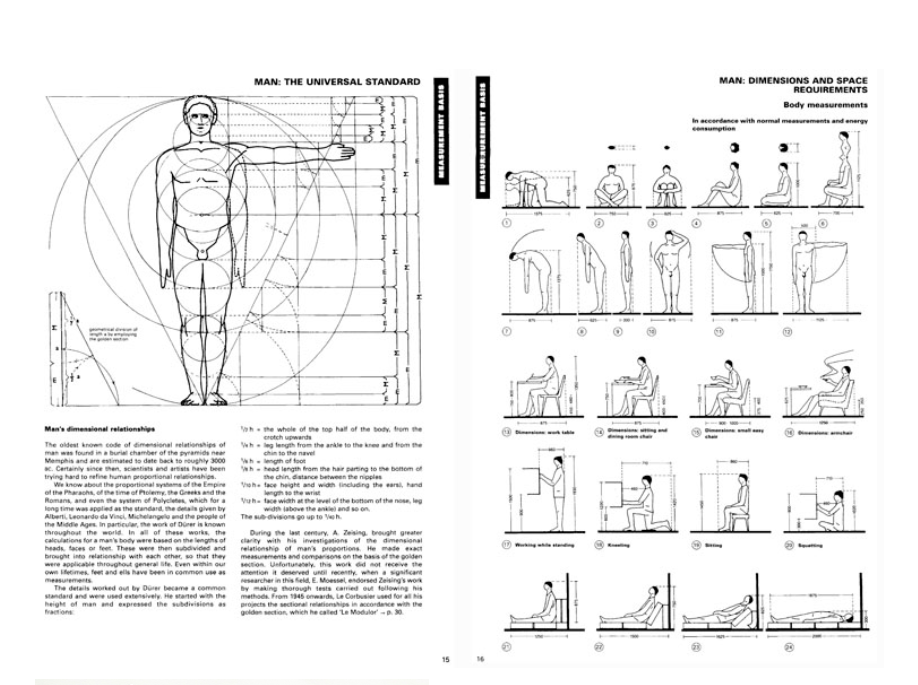 MAN: THE UNIVERSAL STANDARD
MEASUREMENT BASIS
geometrical division of
length a by employing
the golden section
Man's dimensional relationships
The oldest known code of dimensional relationships of
man was found in a burial chamber of the pyramids near
Memphis and are estimated to date back to roughly 3000
BC. Certainly since then, scientists and artists have been
trying hard to refine human proportional relationships.
We know about the proportional systems of the Empire
of the Pharaohs, of the time of Ptolemy, the Greeks and the
Romans, and even the system of Polycletes, which for a
long time was applied as the standard, the details given by
Alberti, Leonardo da Vinci, Michelangelo and the people of
the Middle Ages. In particular, the work of Dürer is known
throughout the world. In all of these works, the
calculations for a man's body were based on the lengths of
heads, faces or feet. These were then subdivided and
brought into relationship with each other, so that they
were applicable throughout general life. Even within our
own lifetimes, feet and ells have been in common use as
measurements.
The details worked out by Dürer became a common
standard and were used extensively. He started with the
height of man and expressed the subdivisions as
fractions:
1/2 h = the whole of the top half of the body, from the
crotch upwards
1/4 h = leg length from the ankle to the knee and from the
chin to the navel
1/6 h = length of foot
1/8 h = head length from the hair parting to the bottom of
the chin, distance between the nipples
1/10 h = face height and width (including the ears), hand
length to the wrist
1/12 h = face width at the level of the bottom of the nose, leg
width (above the ankle) and so on.
The sub-divisions go up to 1/40 h.
During the last century, A. Zeising, brought greater
clarity with his investigations of the dimensional
relationship of man's proportions. He made exact
measurements and comparisons on the basis of the golden
section. Unfortunately, this work did not receive the
attention it deserved until recently, when a significant
researcher in this field, E. Moessel, endorsed Zeising's work
by making thorough tests carried out following his
methods. From 1945 onwards, Le Corbusier used for all his
projects the sectional relationships in accordance with the
golden section, which he called 'Le Modulor' → p. 30.
15
MAN: DIMENSIONS AND SPACE
REQUIREMENTS
Body measurements
In accordance with normal measurements and energy
consumption
1 2 3 4 5 6
7 8 9 10 11 12
13 Dimensions: work table
14 Dimensions: sitting and
dining room chair
15 Dimensions: small easy
chair
16 Dimensions: armchair
17 Working while standing
18 Kneeling
19 Sitting
20 Squatting
21 22 23 24
16